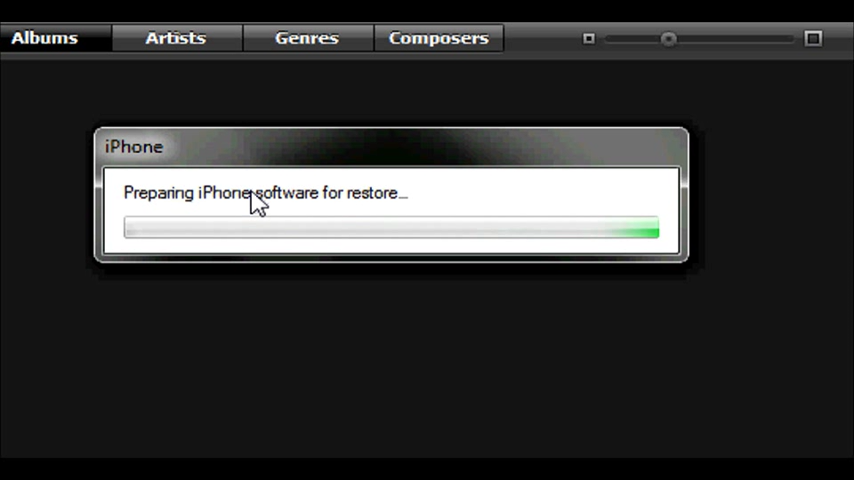 Albums Artists Genres Composers
iPhone
Preparing iPhone software for restore...